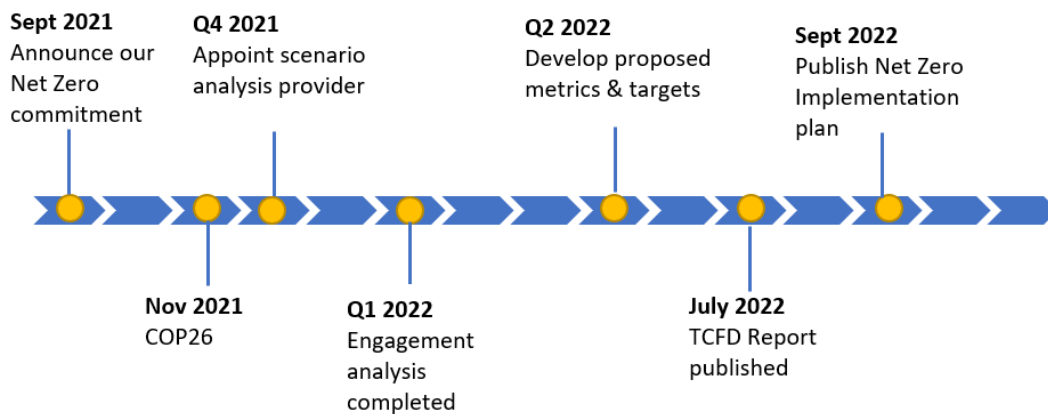 Sept 2021
Announce our
Net Zero
commitment
Q4 2021
Appoint scenario
analysis provider
Q2 2022
Develop proposed
metrics & targets
Sept 2022
Publish Net Zero
Implementation
plan
Nov 2021
COP26
Q1 2022
Engagement
analysis
completed
July 2022
TCFD Report
published